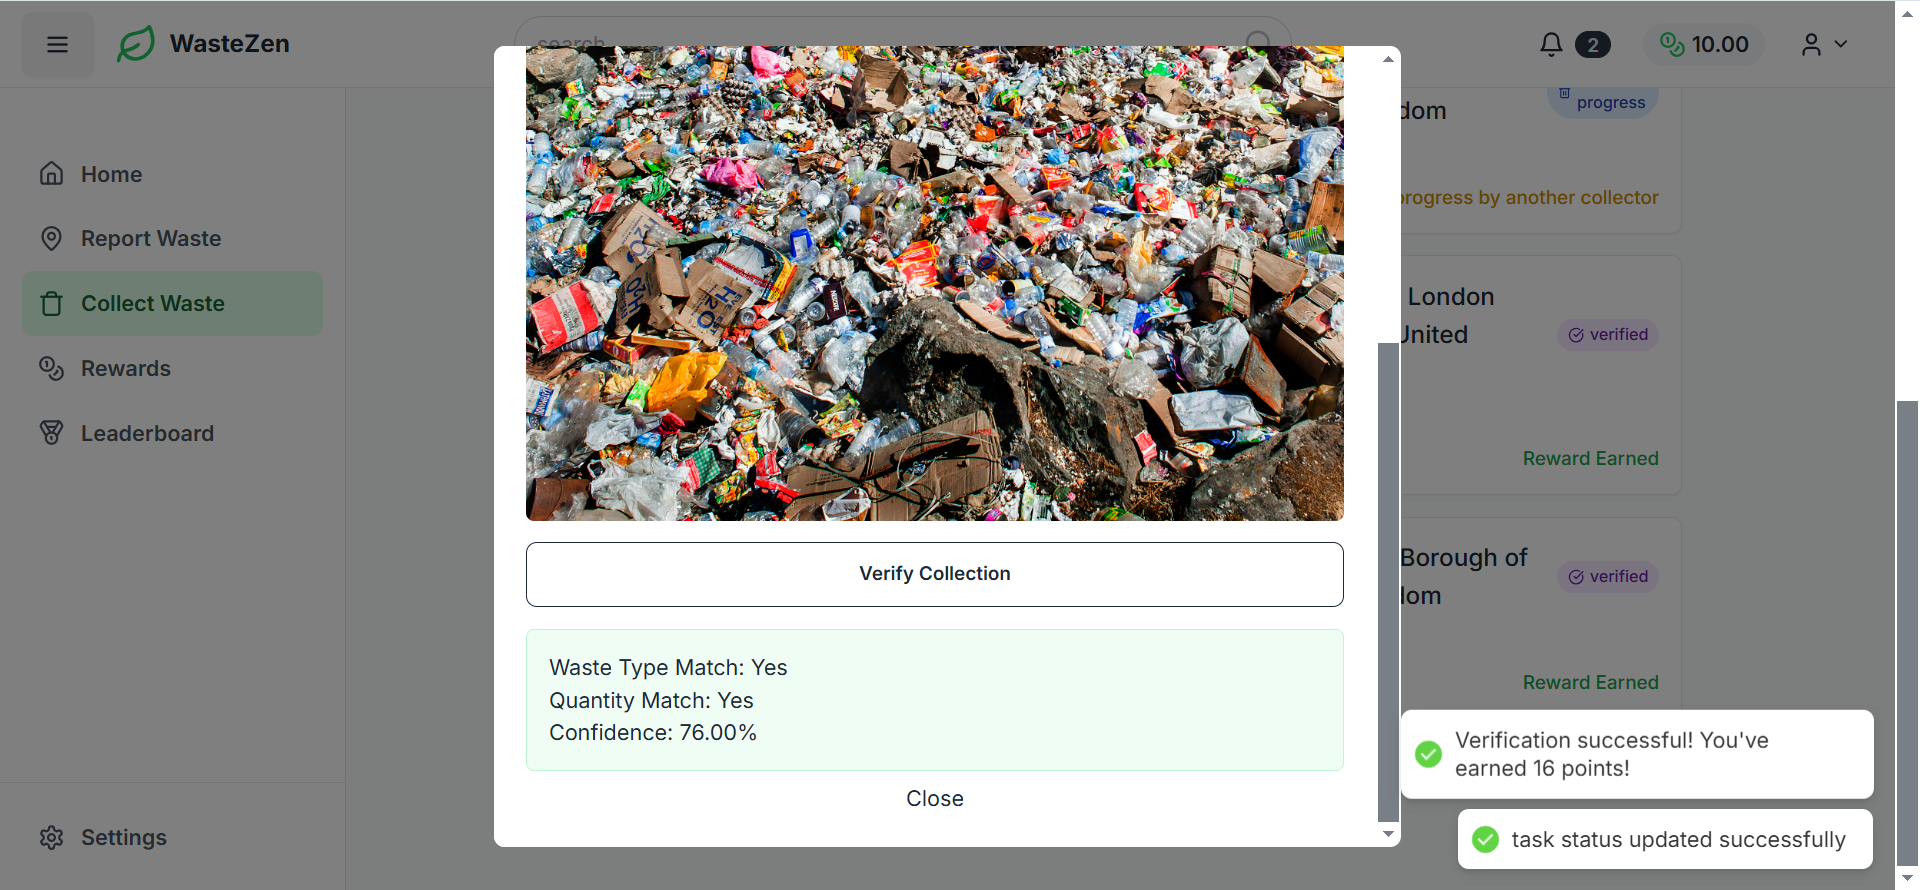 WasteZen
search
2
10.00
Home
Report Waste
Collect Waste
Rewards
Leaderboard
Settings
H2O
Verify Collection
Waste Type Match: Yes
Quantity Match: Yes
Confidence: 76.00%
Close
dom
progress
progress by another collector
London
United
verified
Reward Earned
Borough of
dom
verified
Reward Earned
Verification successful! You've
earned 16 points!
task status updated successfully